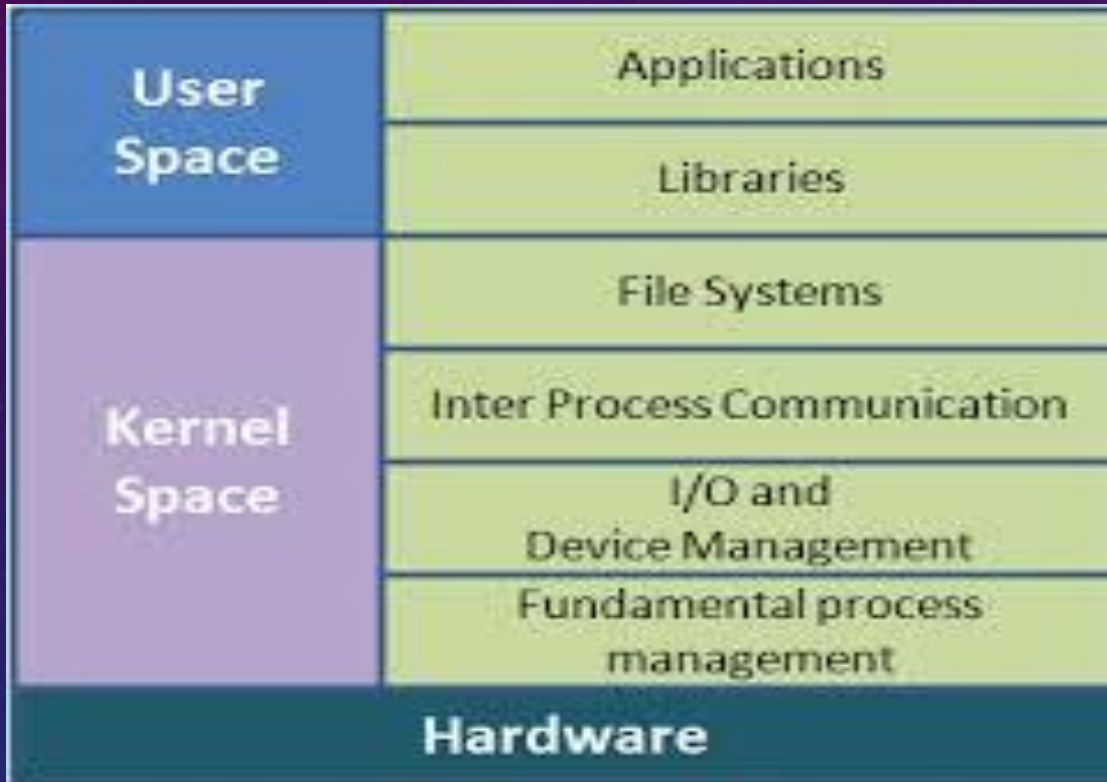 User
Space
Applications
Libraries
Kernel
Space
File Systems
Inter Process Communication
I/O and
Device Management
Fundamental process
management
Hardware